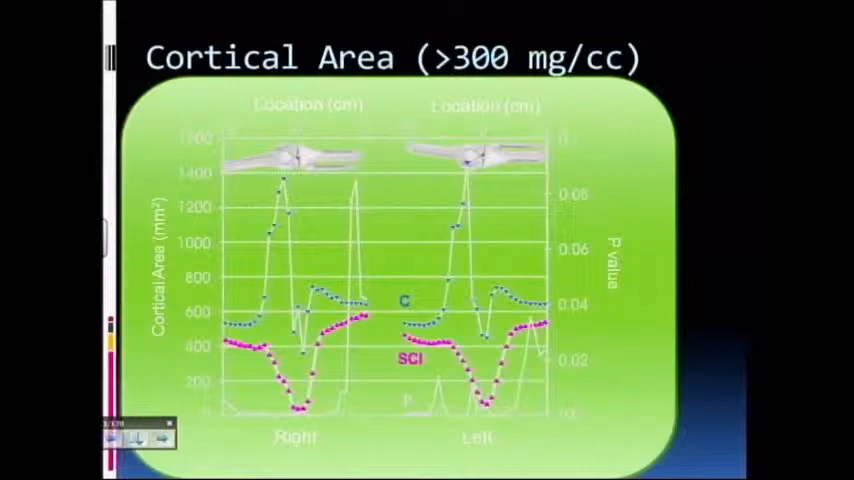 Cortical Area (>300 mg/cc)
Location (cm) Location (cm)
1600
1400
1200
1000
800
600
400
200
0
Cortical Area (mm²)
0.08
0.06
0.04
0.02
P value
C
SCI
P
Right Left